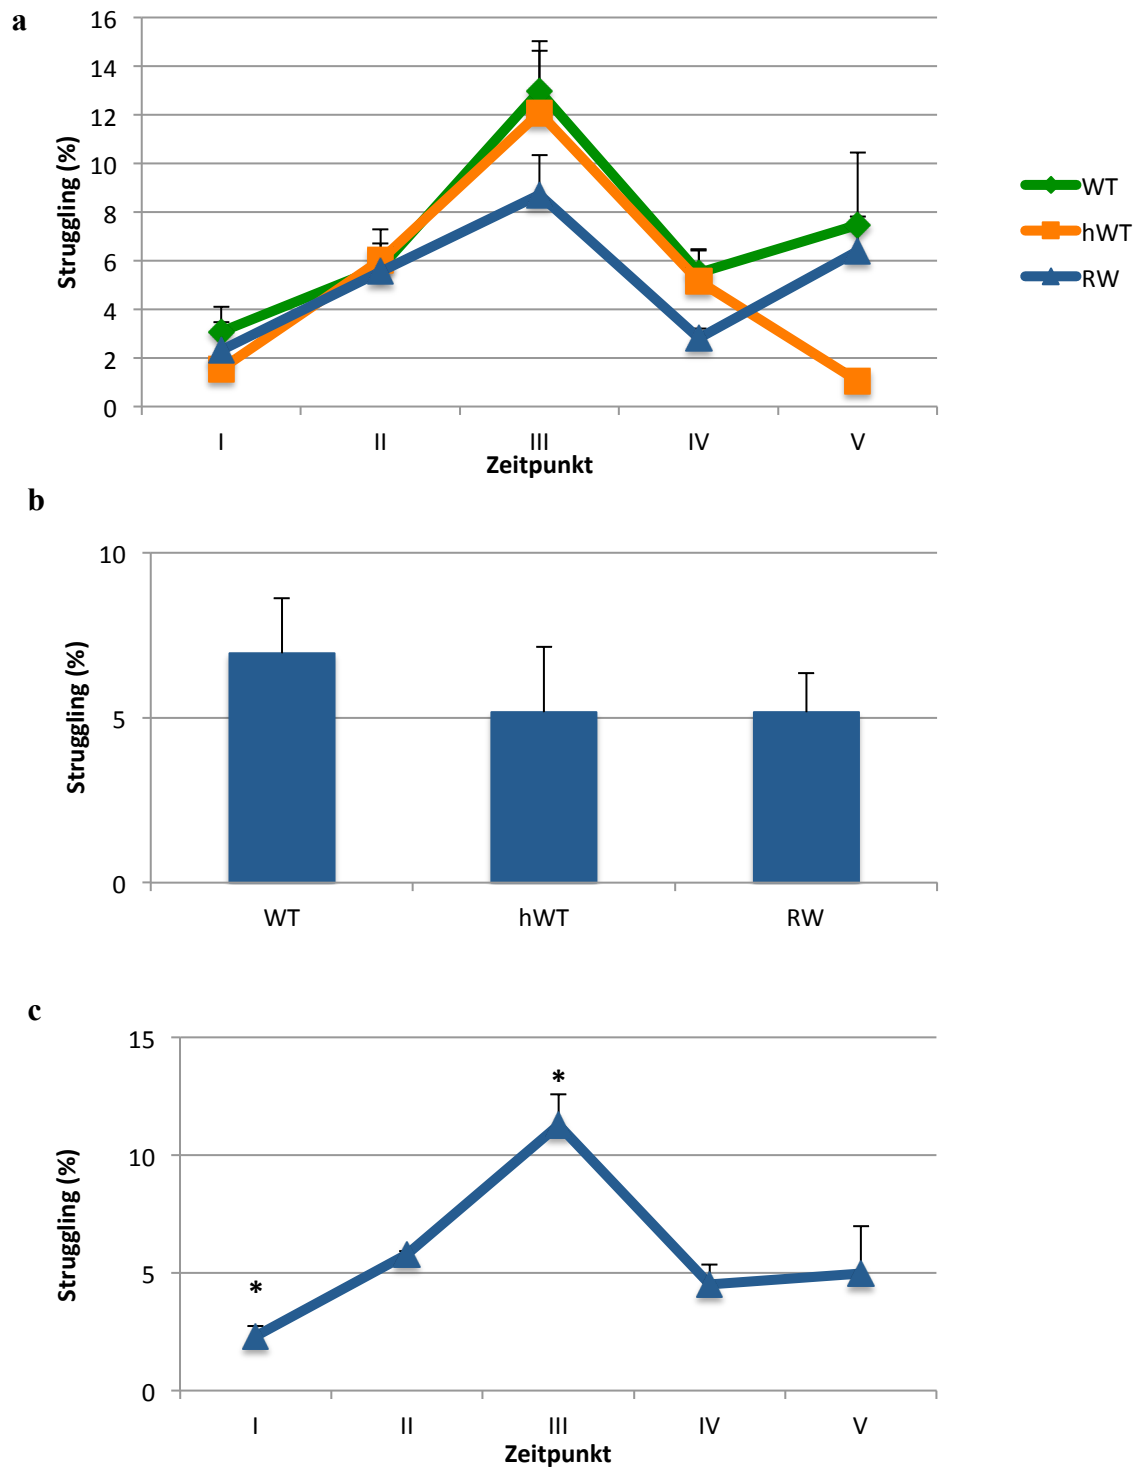 a
16
14
12
10
8
6
4
2
0
Struggling (%)
I II III IV V
Zeitpunkt
WT
hWT
RW
b
10
5
0
Struggling (%)
WT hWT RW
c
15
10
5
0
Struggling (%)
*
*
I II III IV V
Zeitpunkt